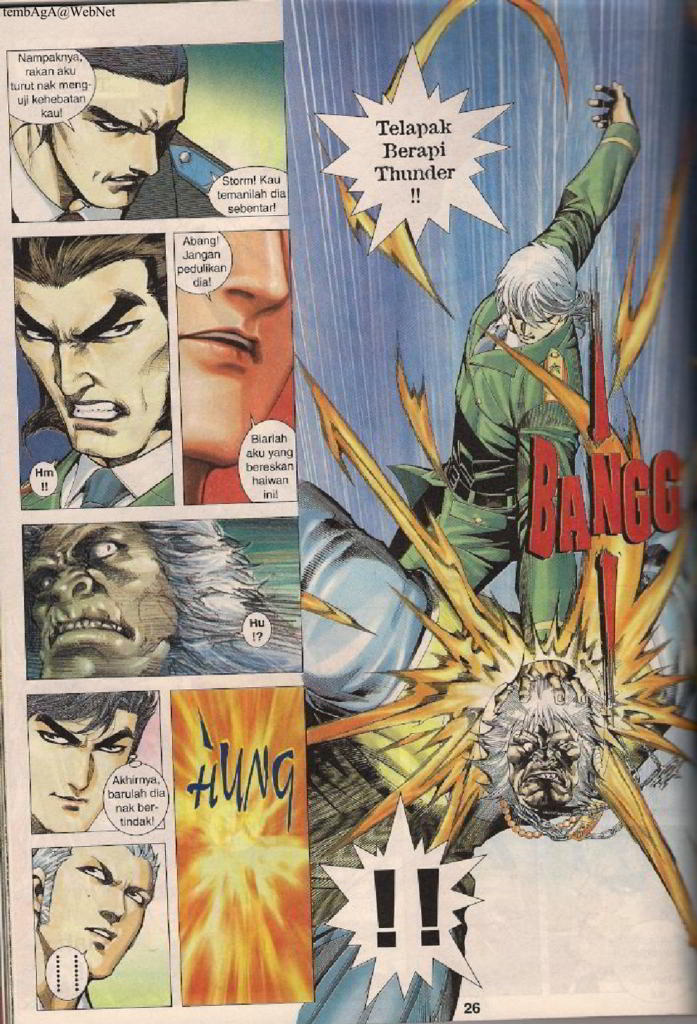 tembAgA@WebNet
Nampaknya,
rakan aku
turut nak meng-
uji kehebatan
kau!
Storm! Kau
temanilah dia
sebentar!
Hm
!!
Abang!
Jangan
pedulikan
dia!
Biarlah
aku yang
bereskan
haiwan
ini!
Hu
!?
Akhirnya,
barulah dia
nak ber-
tindak!
HUNG
Telapak
Berapi
Thunder
!!
BANGG
!!
26